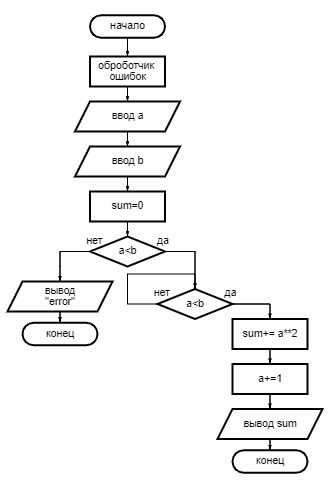 начало
оброботчик
ошибок
ввод a
ввод b
sum=0
нет
a<b
да
вывод
"error"
конец
нет
a<b
да
sum+= a**2
a+=1
вывод sum
конец